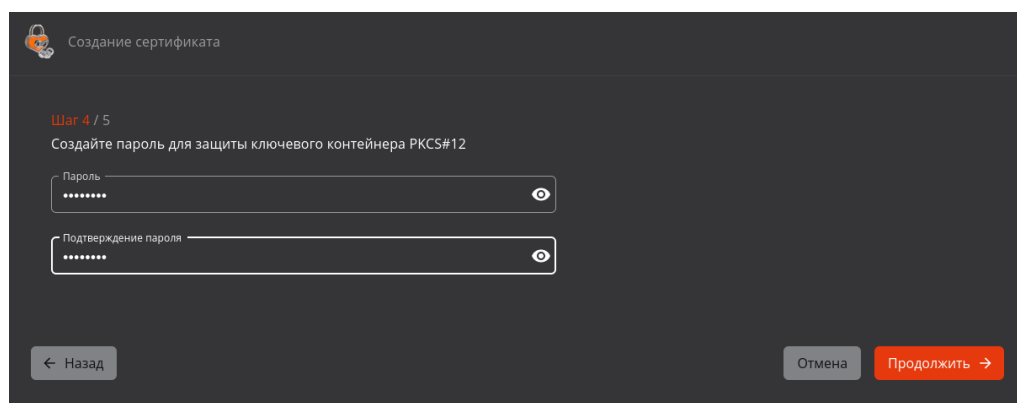 Создание сертификата
Шаг 4 / 5
Создайте пароль для защиты ключевого контейнера PKCS#12
Пароль
••••••••
Подтверждение пароля
••••••••
← Назад
Отмена
Продолжить →